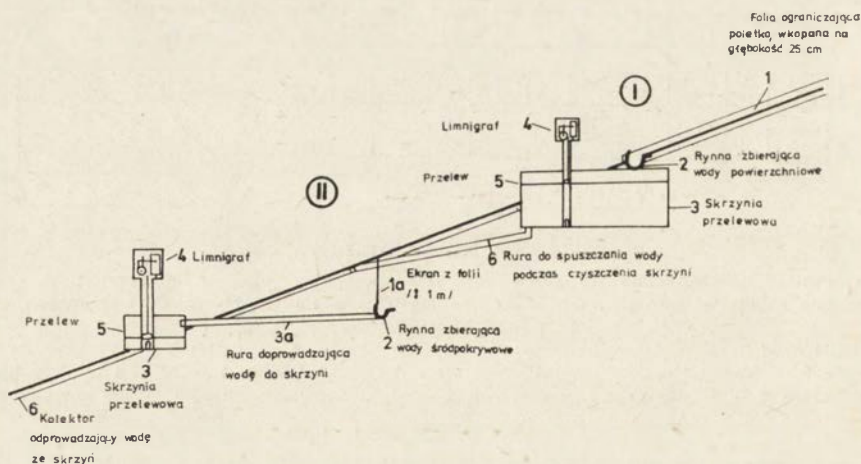 Folia ograniczająca
poletko, wkopana na
głębokość 25 cm
1
I
Limnigraf 4
2 Rynna zbierająca
wody powierzchniowe
Przelew 5
3 Skrzynia
przelewowa
II
6 Rura do spuszczania wody
podczas czyszczenia skrzyni
4 Limnigraf
Ekran z folii
1a
/± 1 m/
Przelew 5
2 Rynna zbierająca
wody śródpokrywowe
3a
Rura doprowadzająca
wodę do skrzyni
3
Skrzynia
przelewowa
6 Kolektor
odprowadzający wodę
ze skrzyń